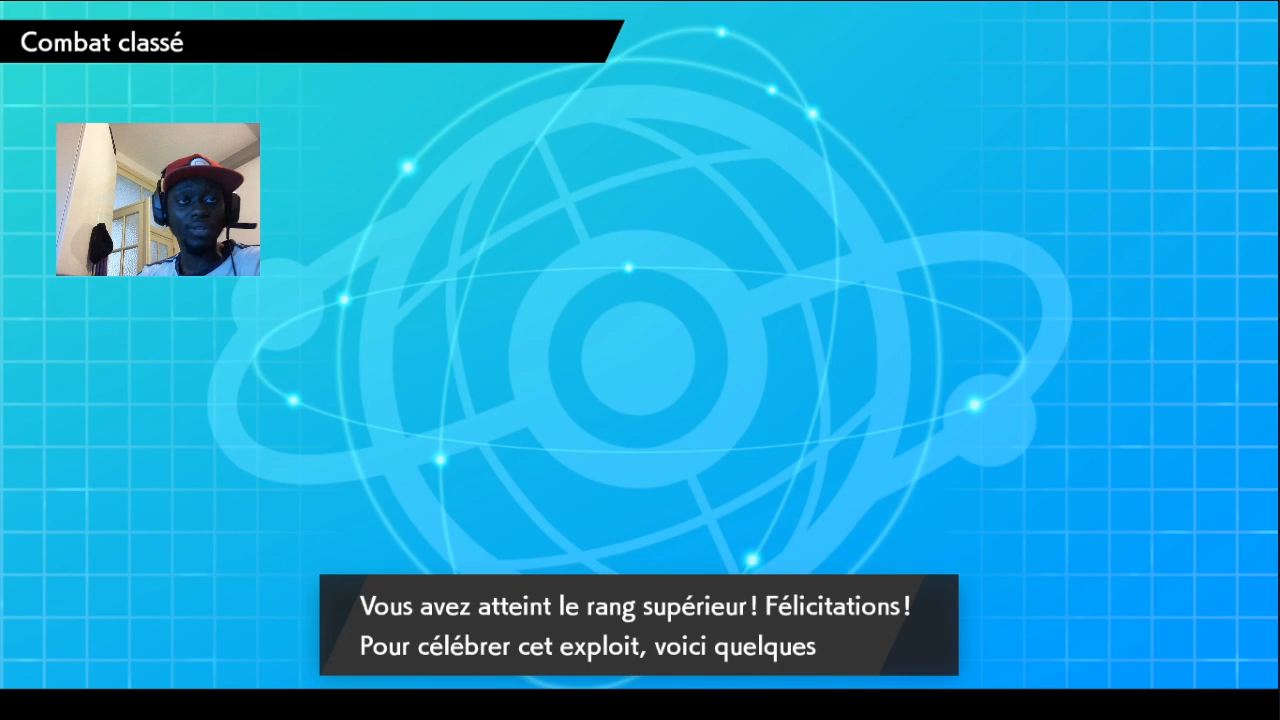 Combat classé
Vous avez atteint le rang supérieur ! Félicitations !
Pour célébrer cet exploit, voici quelques